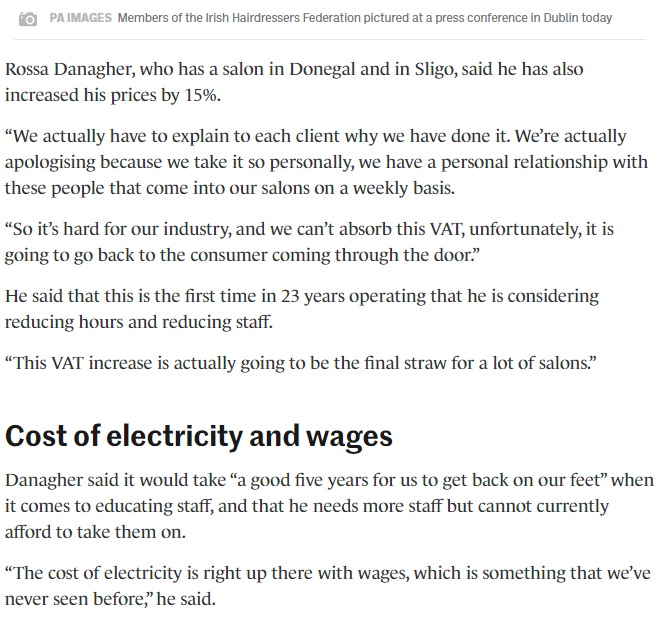 PA IMAGES Members of the Irish Hairdressers Federation pictured at a press conference in Dublin today
Rossa Danagher, who has a salon in Donegal and in Sligo, said he has also
increased his prices by 15%.
“We actually have to explain to each client why we have done it. We’re actually
apologising because we take it so personally, we have a personal relationship with
these people that come into our salons on a weekly basis.
“So it’s hard for our industry, and we can’t absorb this VAT, unfortunately, it is
going to go back to the consumer coming through the door.”
He said that this is the first time in 23 years operating that he is considering
reducing hours and reducing staff.
“This VAT increase is actually going to be the final straw for a lot of salons.”
Cost of electricity and wages
Danagher said it would take “a good five years for us to get back on our feet” when
it comes to educating staff, and that he needs more staff but cannot currently
afford to take them on.
“The cost of electricity is right up there with wages, which is something that we’ve
never seen before,” he said.